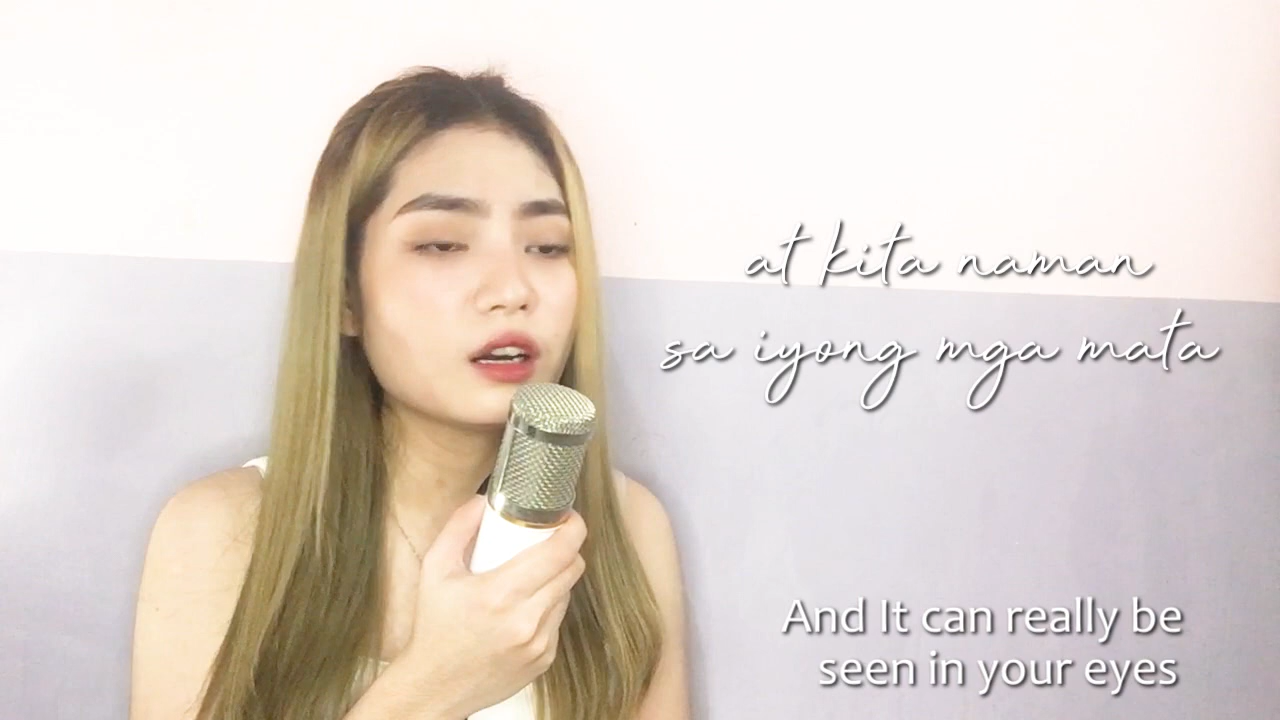 at kita naman
sa iyong mga mata
And It can really be
seen in your eyes